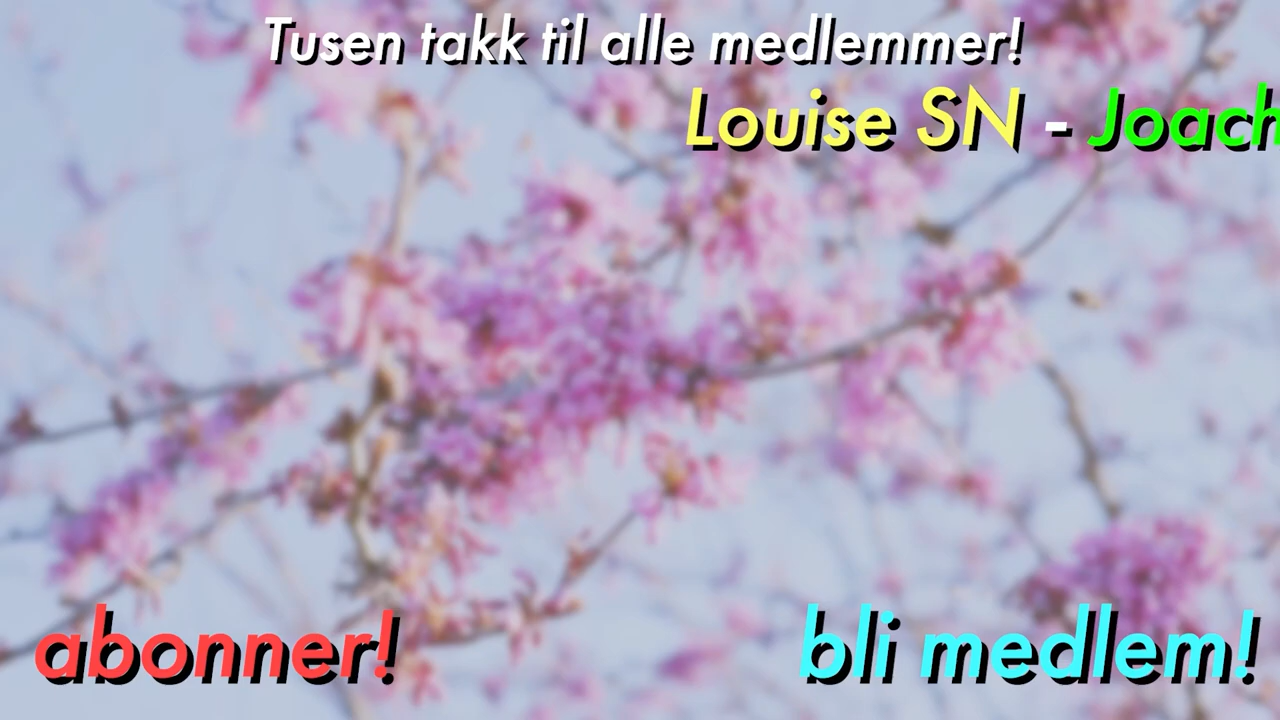 Tusen takk til alle medlemmer!
Louise SN - Joach
abonner!
bli medlem!